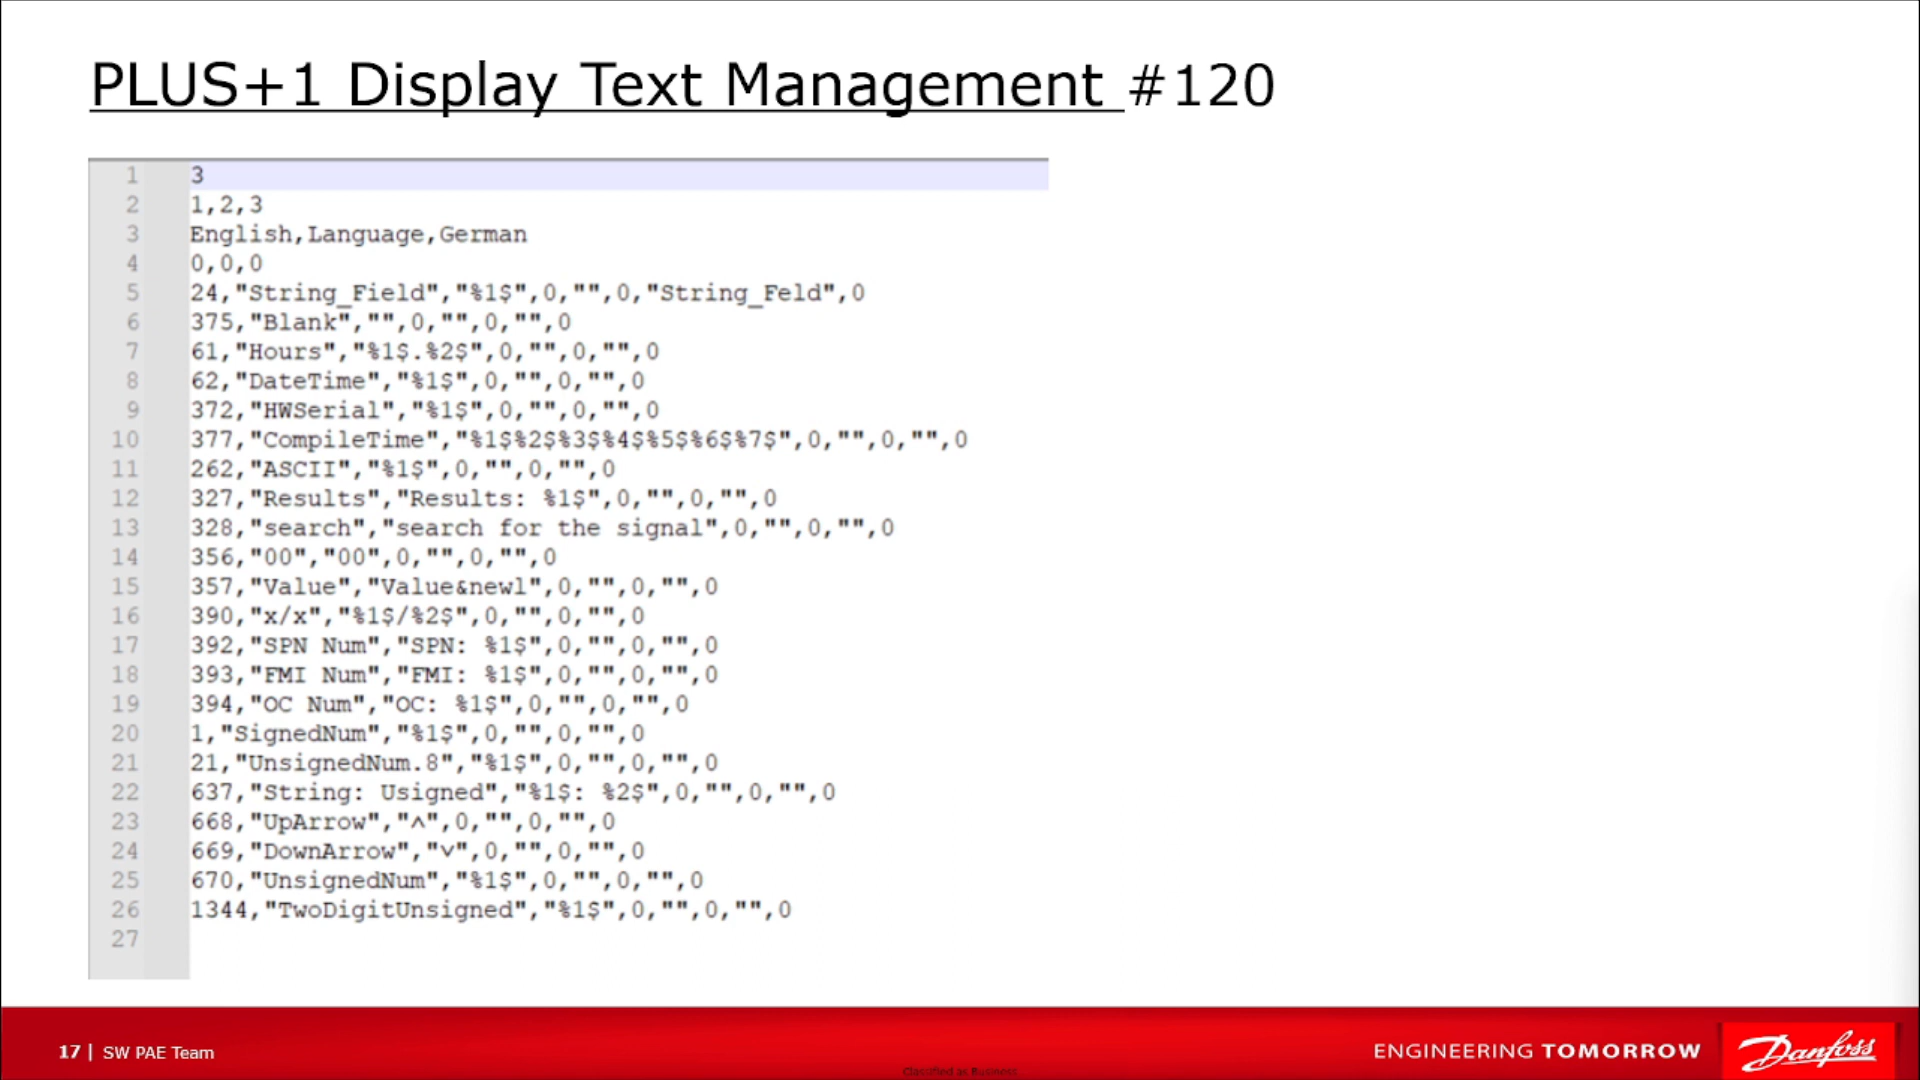 PLUS+1 Display Text Management #120
1 3
2 1,2,3
3 English,Language,German
4 0,0,0
5 24,"String_Field","%1$",0,"",0,"String_Feld",0
6 375,"Blank","",0,"",0,"",0
7 61,"Hours","%1$.%2$",0,"",0,"",0
8 62,"DateTime","%1$",0,"",0,"",0
9 372,"HWSerial","%1$",0,"",0,"",0
10 377,"CompileTime","%1$%2$%3$%4$%5$%6$%7$",0,"",0,"",0
11 262,"ASCII","%1$",0,"",0,"",0
12 327,"Results","Results: %1$",0,"",0,"",0
13 328,"search","search for the signal",0,"",0,"",0
14 356,"00","00",0,"",0,"",0
15 357,"Value","Value&newl",0,"",0,"",0
16 390,"x/x","%1$/%2$",0,"",0,"",0
17 392,"SPN Num","SPN: %1$",0,"",0,"",0
18 393,"FMI Num","FMI: %1$",0,"",0,"",0
19 394,"OC Num","OC: %1$",0,"",0,"",0
20 1,"SignedNum","%1$",0,"",0,"",0
21 21,"UnsignedNum.8","%1$",0,"",0,"",0
22 637,"String: Usigned","%1$: %2$",0,"",0,"",0
23 668,"UpArrow","^",0,"",0,"",0
24 669,"DownArrow","v",0,"",0,"",0
25 670,"UnsignedNum","%1$",0,"",0,"",0
26 1344,"TwoDigitUnsigned","%1$",0,"",0,"",0
27
17 | SW PAE Team
ENGINEERING TOMORROW
Danfoss
Classified as Business